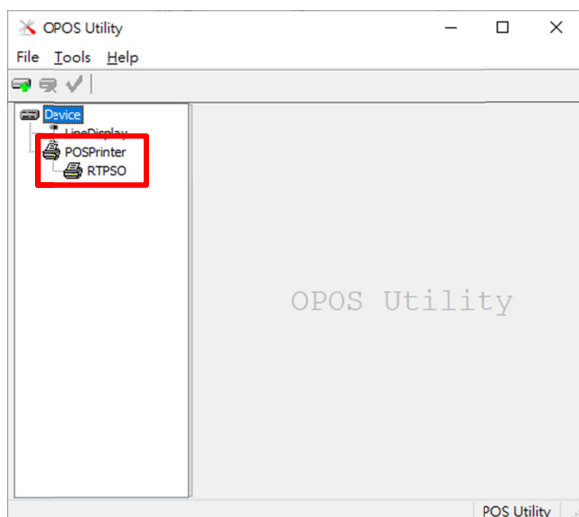 OPOS Utility
File Tools Help
Device
LineDisplay
POSPrinter
RTPSO
OPOS Utility
POS Utility